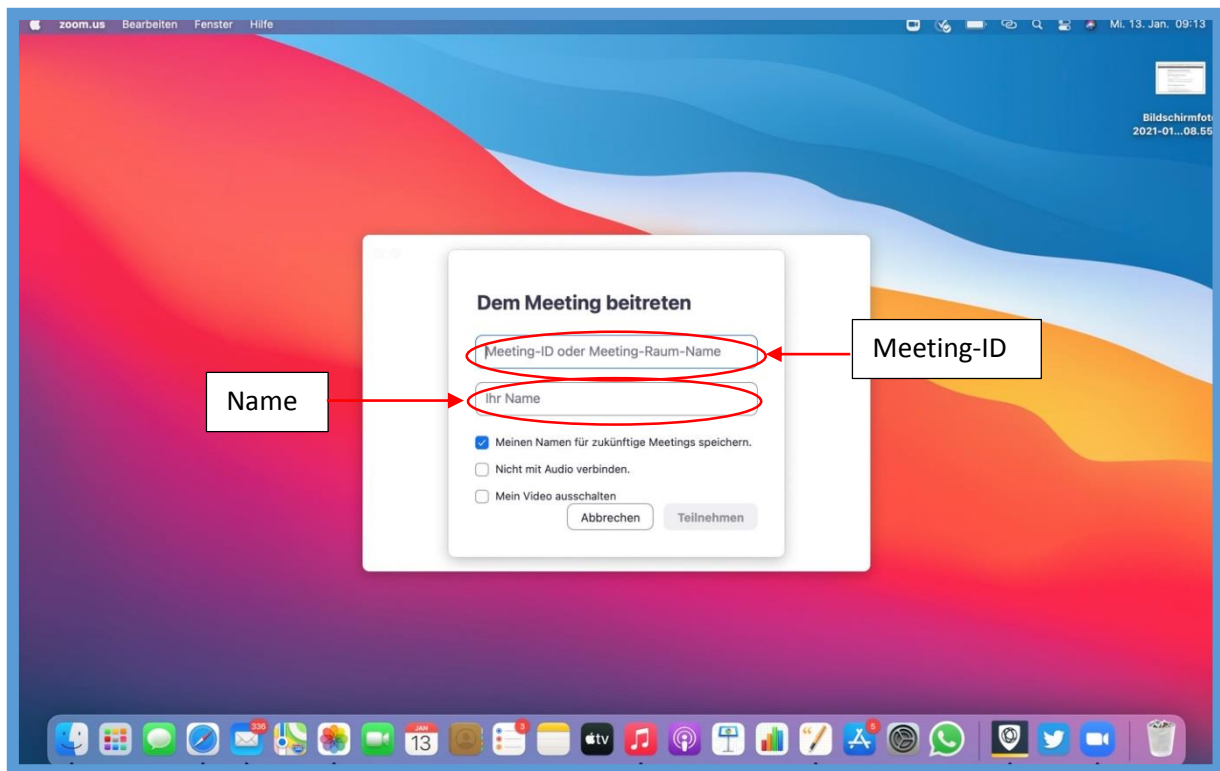 zoom.us Bearbeiten Fenster Hilfe
Mi. 13. Jan. 09:13
Bildschirmfot
2021-01...08.55
Dem Meeting beitreten
Meeting-ID oder Meeting-Raum-Name
Meeting-ID
Name
Ihr Name
Meinen Namen für zukünftige Meetings speichern.
Nicht mit Audio verbinden.
Mein Video ausschalten
Abbrechen Teilnehmen
336
JAN
13
3
tv
5